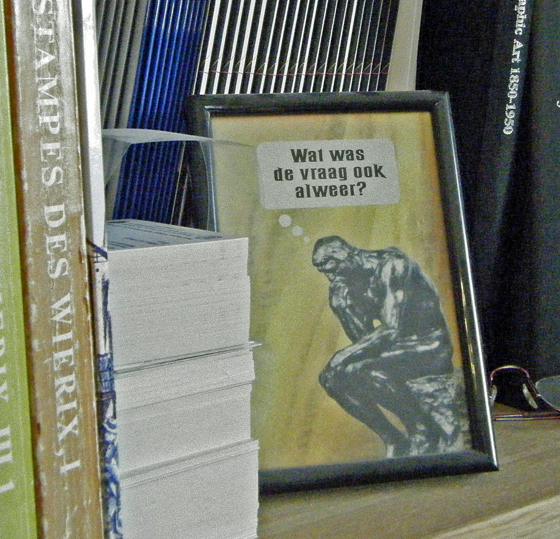 STAMPES DES WIERIX, I
Wat was
de vraag ook
alweer?
aphic Art 1850-1950